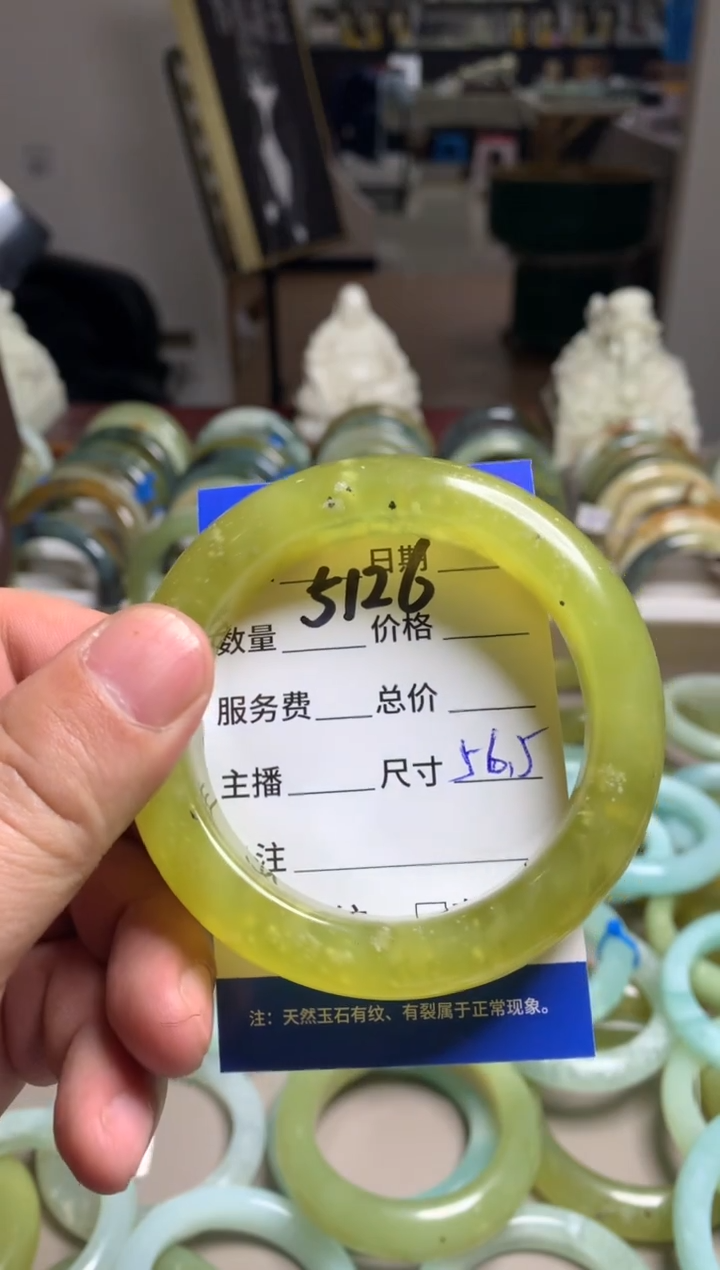 日期
5126
数量 价格
服务费 总价
主播 尺寸 56.5
注
注：天然玉石有纹、有裂属于正常现象。